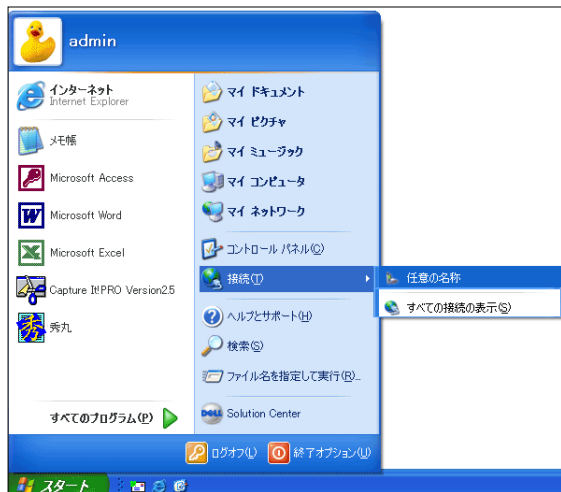 admin
インターネット
Internet Explorer
メモ帳
Microsoft Access
Microsoft Word
Microsoft Excel
Capture It!PRO Version2.5
秀丸
すべてのプログラム(P)
マイ ドキュメント
マイ ピクチャ
マイ ミュージック
マイ コンピュータ
マイ ネットワーク
コントロール パネル(C)
接続(T)
ヘルプとサポート(H)
検索(S)
ファイル名を指定して実行(R)...
Solution Center
任意の名称
すべての接続の表示(S)
ログオフ(L)
終了オプション(U)
スタート